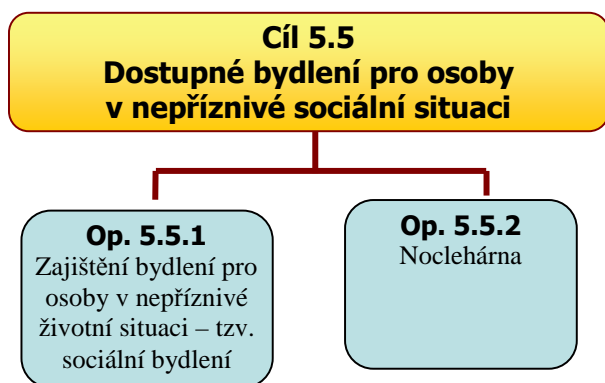 Cíl 5.5
Dostupné bydlení pro osoby
v nepříznivé sociální situaci
Op. 5.5.1
Zajištění bydlení pro
osoby v nepříznivé
životní situaci – tzv.
sociální bydlení
Op. 5.5.2
Noclehárna